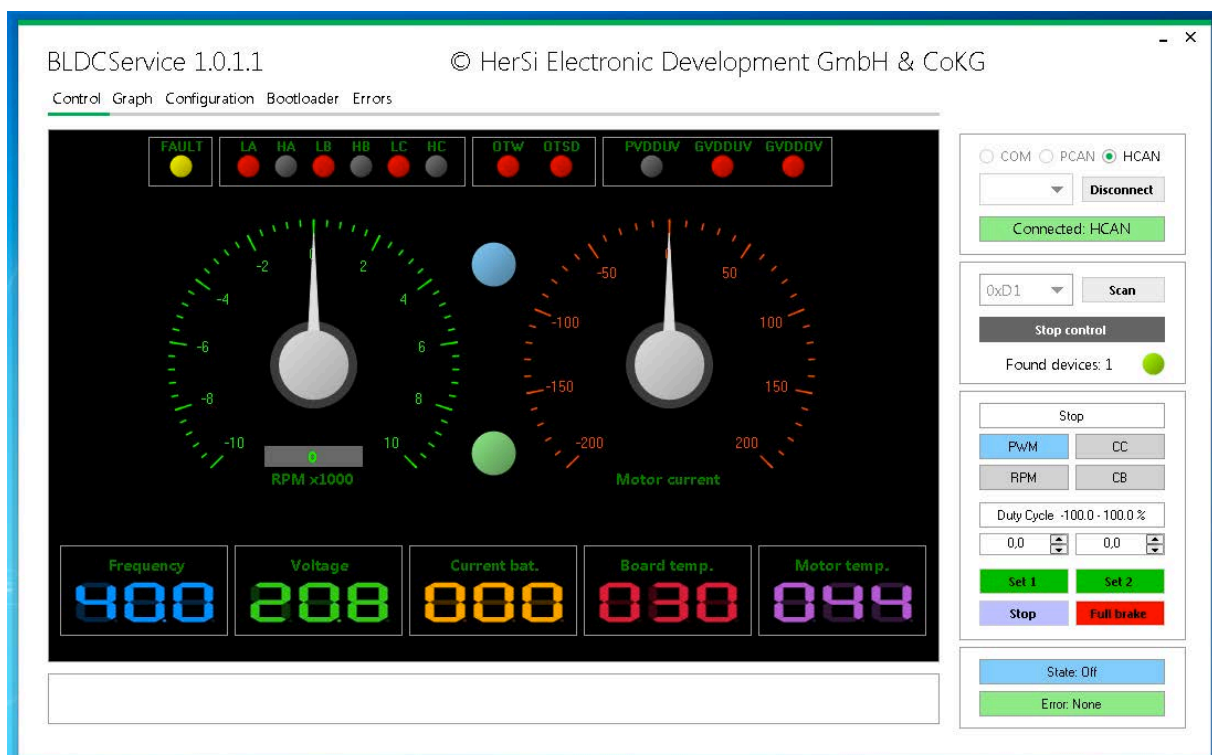 BLDCService 1.0.1.1
© HerSi Electronic Development GmbH & CoKG
Control Graph Configuration Bootloader Errors
FAULT LA HA LB HB LC HC OTW OTSD PVDDUV GVDDUV GVDDOV
COM PCAN HCAN
Disconnect
Connected: HCAN
0xD1 Scan
Stop control
Found devices: 1
-10 -8 -6 -4 -2 0 2 4 6 8 10
0
RPM x1000
-200 -150 -100 -50 0 50 100 150 200
Motor current
Stop
PWM CC
RPM CB
Duty Cycle -100.0 - 100.0 %
0,0 0,0
Set 1 Set 2
Stop Full brake
Frequency Voltage Current bat. Board temp. Motor temp.
40.0 20.8 000 030 044
State: Off
Error: None